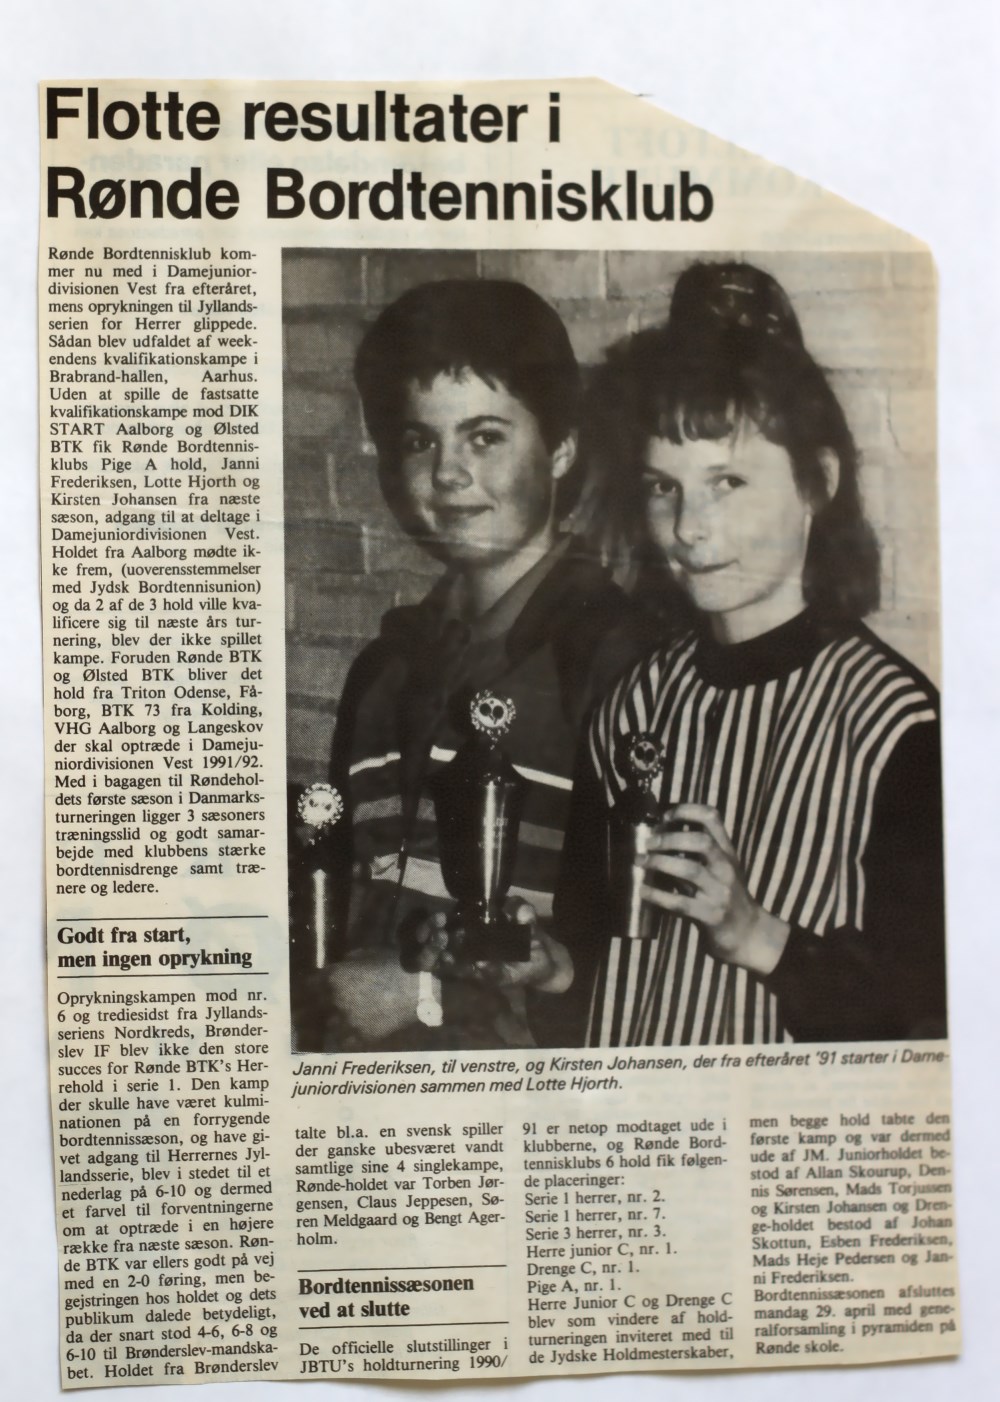 Flotte resultater i
Rønde Bordtennisklub
Rønde Bordtennisklub kom-
mer nu med i Damejunior-
divisionen Vest fra efteråret,
mens oprykningen til Jyllands-
serien for Herrer glippede.
Sådan blev udfaldet af week-
endens kvalifikationskampe i
Brabrand-hallen, Aarhus.
Uden at spille de fastsatte
kvalifikationskampe mod DIK
START Aalborg og Ølsted
BTK fik Rønde Bordtennis-
klubs Pige A hold, Janni
Frederiksen, Lotte Hjorth og
Kirsten Johansen fra næste
sæson, adgang til at deltage i
Damejuniordivisionen Vest.
Holdet fra Aalborg mødte ik-
ke frem, (uoverensstemmelser
med Jydsk Bordtennisunion)
og da 2 af de 3 hold ville kva-
lificere sig til næste års tur-
nering, blev der ikke spillet
kampe. Foruden Rønde BTK
og Ølsted BTK bliver det
hold fra Triton Odense, Få-
borg, BTK 73 fra Kolding,
VHG Aalborg og Langeskov
der skal optræde i Dameju-
niordivisionen Vest 1991/92.
Med i bagagen til Røndehol-
dets første sæson i Danmarks-
turneringen ligger 3 sæsoners
træningsslid og godt samar-
bejde med klubbens stærke
bordtennisdrenge samt træ-
nere og ledere.
Godt fra start,
men ingen oprykning
Oprykningskampen mod nr.
6 og trediesidst fra Jyllands-
seriens Nordkreds, Brønder-
slev IF blev ikke den store
succes for Rønde BTK's Her-
rehold i serie 1. Den kamp
der skulle have været kulmi-
nationen på en forrygende
bordtennissæson, og have gi-
vet adgang til Herrernes Jyl-
landsserie, blev i stedet til et
nederlag på 6-10 og dermed
et farvel til forventningerne
om at optræde i en højere
række fra næste sæson. Røn-
de BTK var ellers godt på vej
med en 2-0 føring, men be-
gejstringen hos holdet og dets
publikum dalede betydeligt,
da der snart stod 4-6, 6-8 og
6-10 til Brønderslev-mandska-
bet. Holdet fra Brønderslev
Janni Frederiksen, til venstre, og Kirsten Johansen, der fra efteråret '91 starter i Dame-
juniordivisionen sammen med Lotte Hjorth.
talte bl.a. en svensk spiller
der ganske ubesværet vandt
samtlige sine 4 singlekampe,
Rønde-holdet var Torben Jør-
gensen, Claus Jeppesen, Sø-
ren Meldgaard og Bengt Ager-
holm.
Bordtennissæsonen
ved at slutte
De officielle slutstillinger i
JBTU's holdturnering 1990/
91 er netop modtaget ude i
klubberne, og Rønde Bord-
tennisklubs 6 hold fik følgen-
de placeringer:
Serie 1 herrer, nr. 2.
Serie 1 herrer, nr. 7.
Serie 3 herrer, nr. 3.
Herre junior C, nr. 1.
Drenge C, nr. 1.
Pige A, nr. 1.
Herre Junior C og Drenge C
blev som vindere af hold-
turneringen inviteret med til
de Jydske Holdmesterskaber,
men begge hold tabte den
første kamp og var dermed
ude af JM. Juniorholdet be-
stod af Allan Skourup, Den-
nis Sørensen, Mads Torjussen
og Kirsten Johansen og Dren-
ge-holdet bestod af Johan
Skottun, Esben Frederiksen,
Mads Heje Pedersen og Jan-
ni Frederiksen.
Bordtennissæsonen afsluttes
mandag 29. april med gene-
ralforsamling i pyramiden på
Rønde skole.